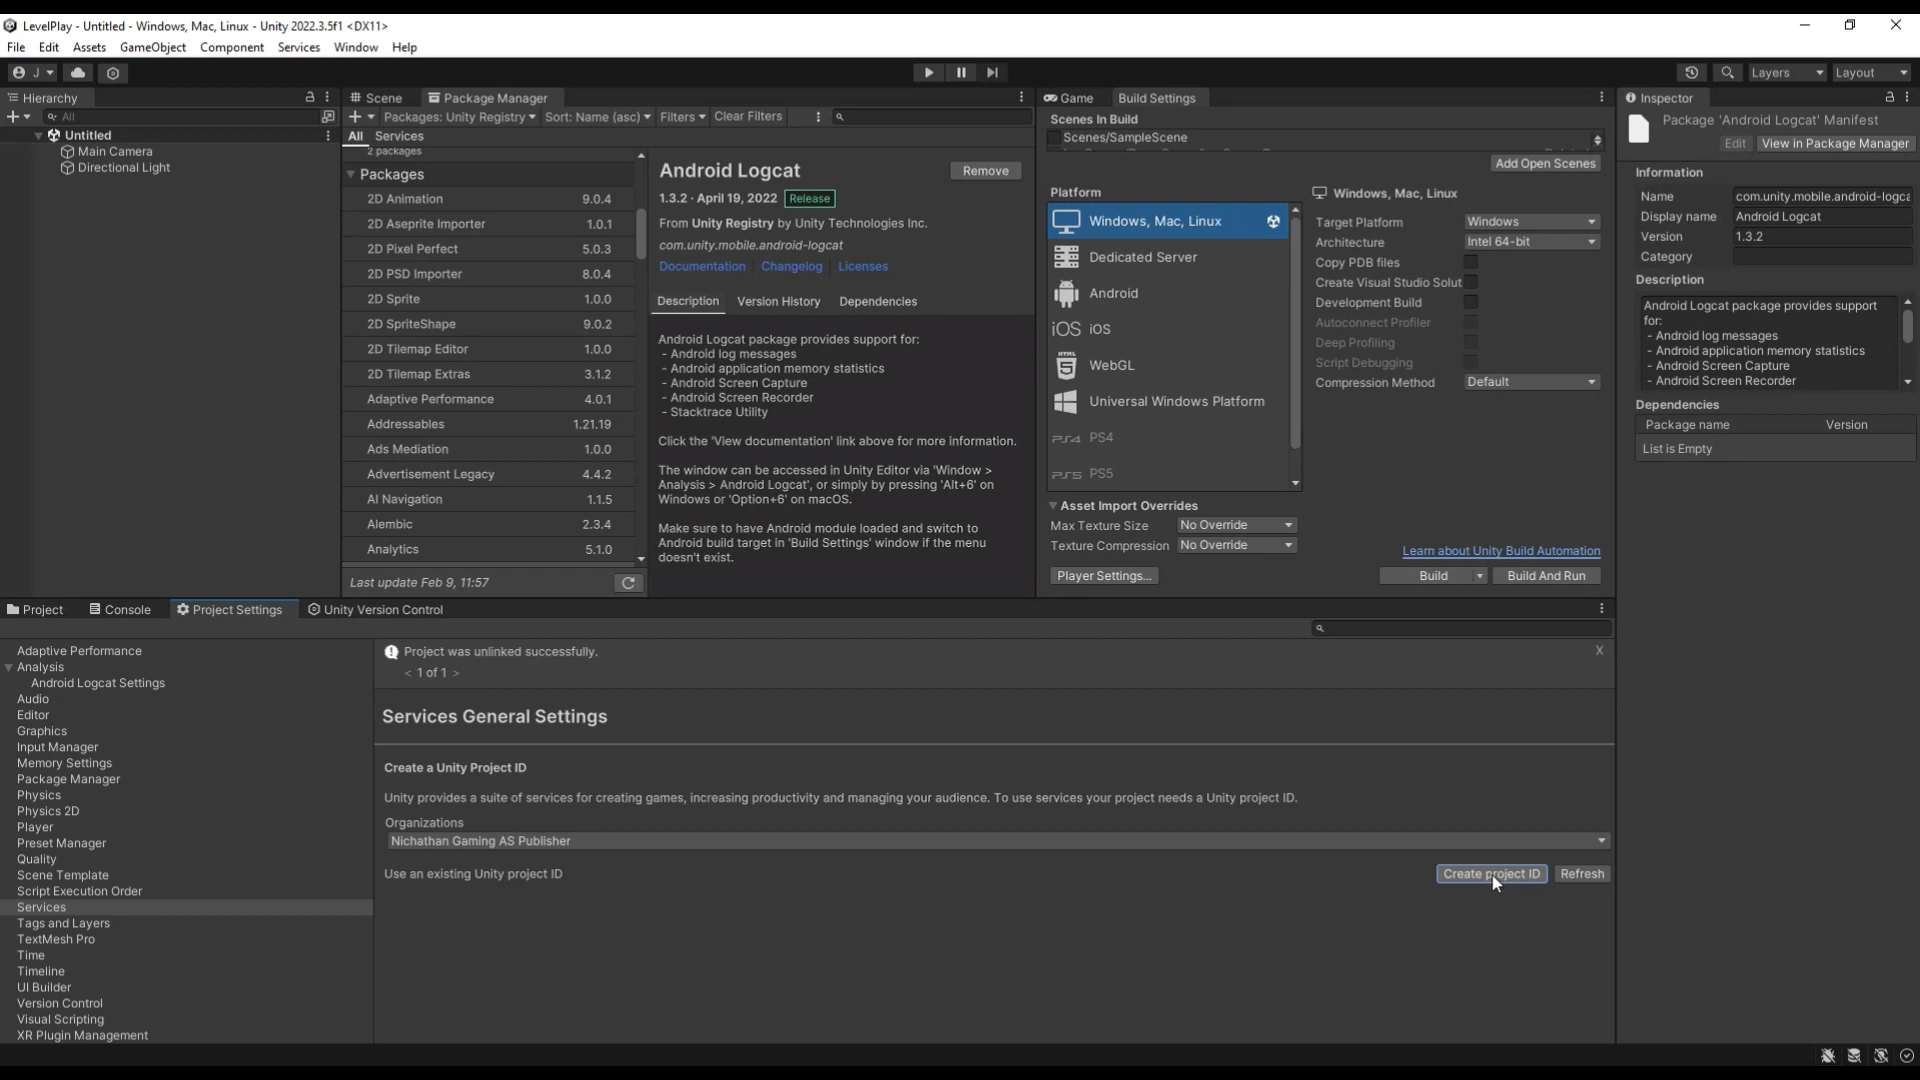 LevelPlay - Untitled - Windows, Mac, Linux - Unity 2022.3.5f1 <DX11>
File Edit Assets GameObject Component Services Window Help
J Layers Layout
Hierarchy
All
Untitled
Main Camera
Directional Light
Scene Package Manager
Packages: Unity Registry Sort: Name (asc) Filters Clear Filters
All Services
2 packages
Packages
2D Animation 9.0.4
2D Aseprite Importer 1.0.1
2D Pixel Perfect 5.0.3
2D PSD Importer 8.0.4
2D Sprite 1.0.0
2D SpriteShape 9.0.2
2D Tilemap Editor 1.0.0
2D Tilemap Extras 3.1.2
Adaptive Performance 4.0.1
Addressables 1.21.19
Ads Mediation 1.0.0
Advertisement Legacy 4.4.2
AI Navigation 1.1.5
Alembic 2.3.4
Analytics 5.1.0
Last update Feb 9, 11:57
Android Logcat Remove
1.3.2 · April 19, 2022 Release
From Unity Registry by Unity Technologies Inc.
com.unity.mobile.android-logcat
Documentation Changelog Licenses
Description Version History Dependencies
Android Logcat package provides support for:
- Android log messages
- Android application memory statistics
- Android Screen Capture
- Android Screen Recorder
- Stacktrace Utility
Click the 'View documentation' link above for more information.
The window can be accessed in Unity Editor via 'Window >
Analysis > Android Logcat', or simply by pressing 'Alt+6' on
Windows or 'Option+6' on macOS.
Make sure to have Android module loaded and switch to
Android build target in 'Build Settings' window if the menu
doesn't exist.
Game Build Settings
Scenes In Build
Scenes/SampleScene
Add Open Scenes
Platform
Windows, Mac, Linux
Dedicated Server
Android
iOS iOS
HTML 5 WebGL
Universal Windows Platform
PS4 PS4
PS5 PS5
Windows, Mac, Linux
Target Platform Windows
Architecture Intel 64-bit
Copy PDB files
Create Visual Studio Solut
Development Build
Autoconnect Profiler
Deep Profiling
Script Debugging
Compression Method Default
Asset Import Overrides
Max Texture Size No Override
Texture Compression No Override
Learn about Unity Build Automation
Player Settings... Build Build And Run
Inspector
Package 'Android Logcat' Manifest
Edit View in Package Manager
Information
Name com.unity.mobile.android-logca
Display name Android Logcat
Version 1.3.2
Category
Description
Android Logcat package provides support
for:
- Android log messages
- Android application memory statistics
- Android Screen Capture
- Android Screen Recorder
Dependencies
Package name Version
List is Empty
Project Console Project Settings Unity Version Control
Adaptive Performance
Analysis
Android Logcat Settings
Audio
Editor
Graphics
Input Manager
Memory Settings
Package Manager
Physics
Physics 2D
Player
Preset Manager
Quality
Scene Template
Script Execution Order
Services
Tags and Layers
TextMesh Pro
Time
Timeline
UI Builder
Version Control
Visual Scripting
XR Plugin Management
Project was unlinked successfully. X
< 1 of 1 >
Services General Settings
Create a Unity Project ID
Unity provides a suite of services for creating games, increasing productivity and managing your audience. To use services your project needs a Unity project ID.
Organizations
Nichathan Gaming AS Publisher
Use an existing Unity project ID Create project ID Refresh